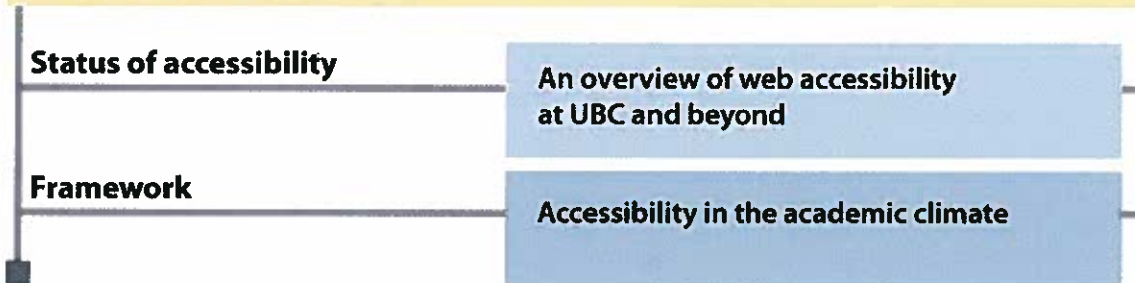 Status of accessibility
An overview of web accessibility
at UBC and beyond
Framework
Accessibility in the academic climate